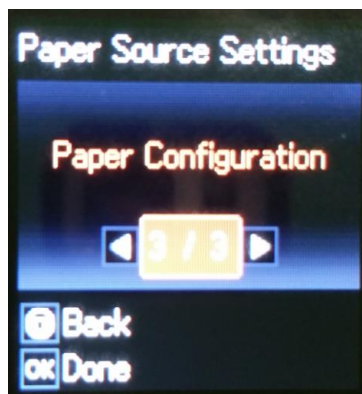 Paper Source Settings
Paper Configuration
3 / 3
Back
OK Done